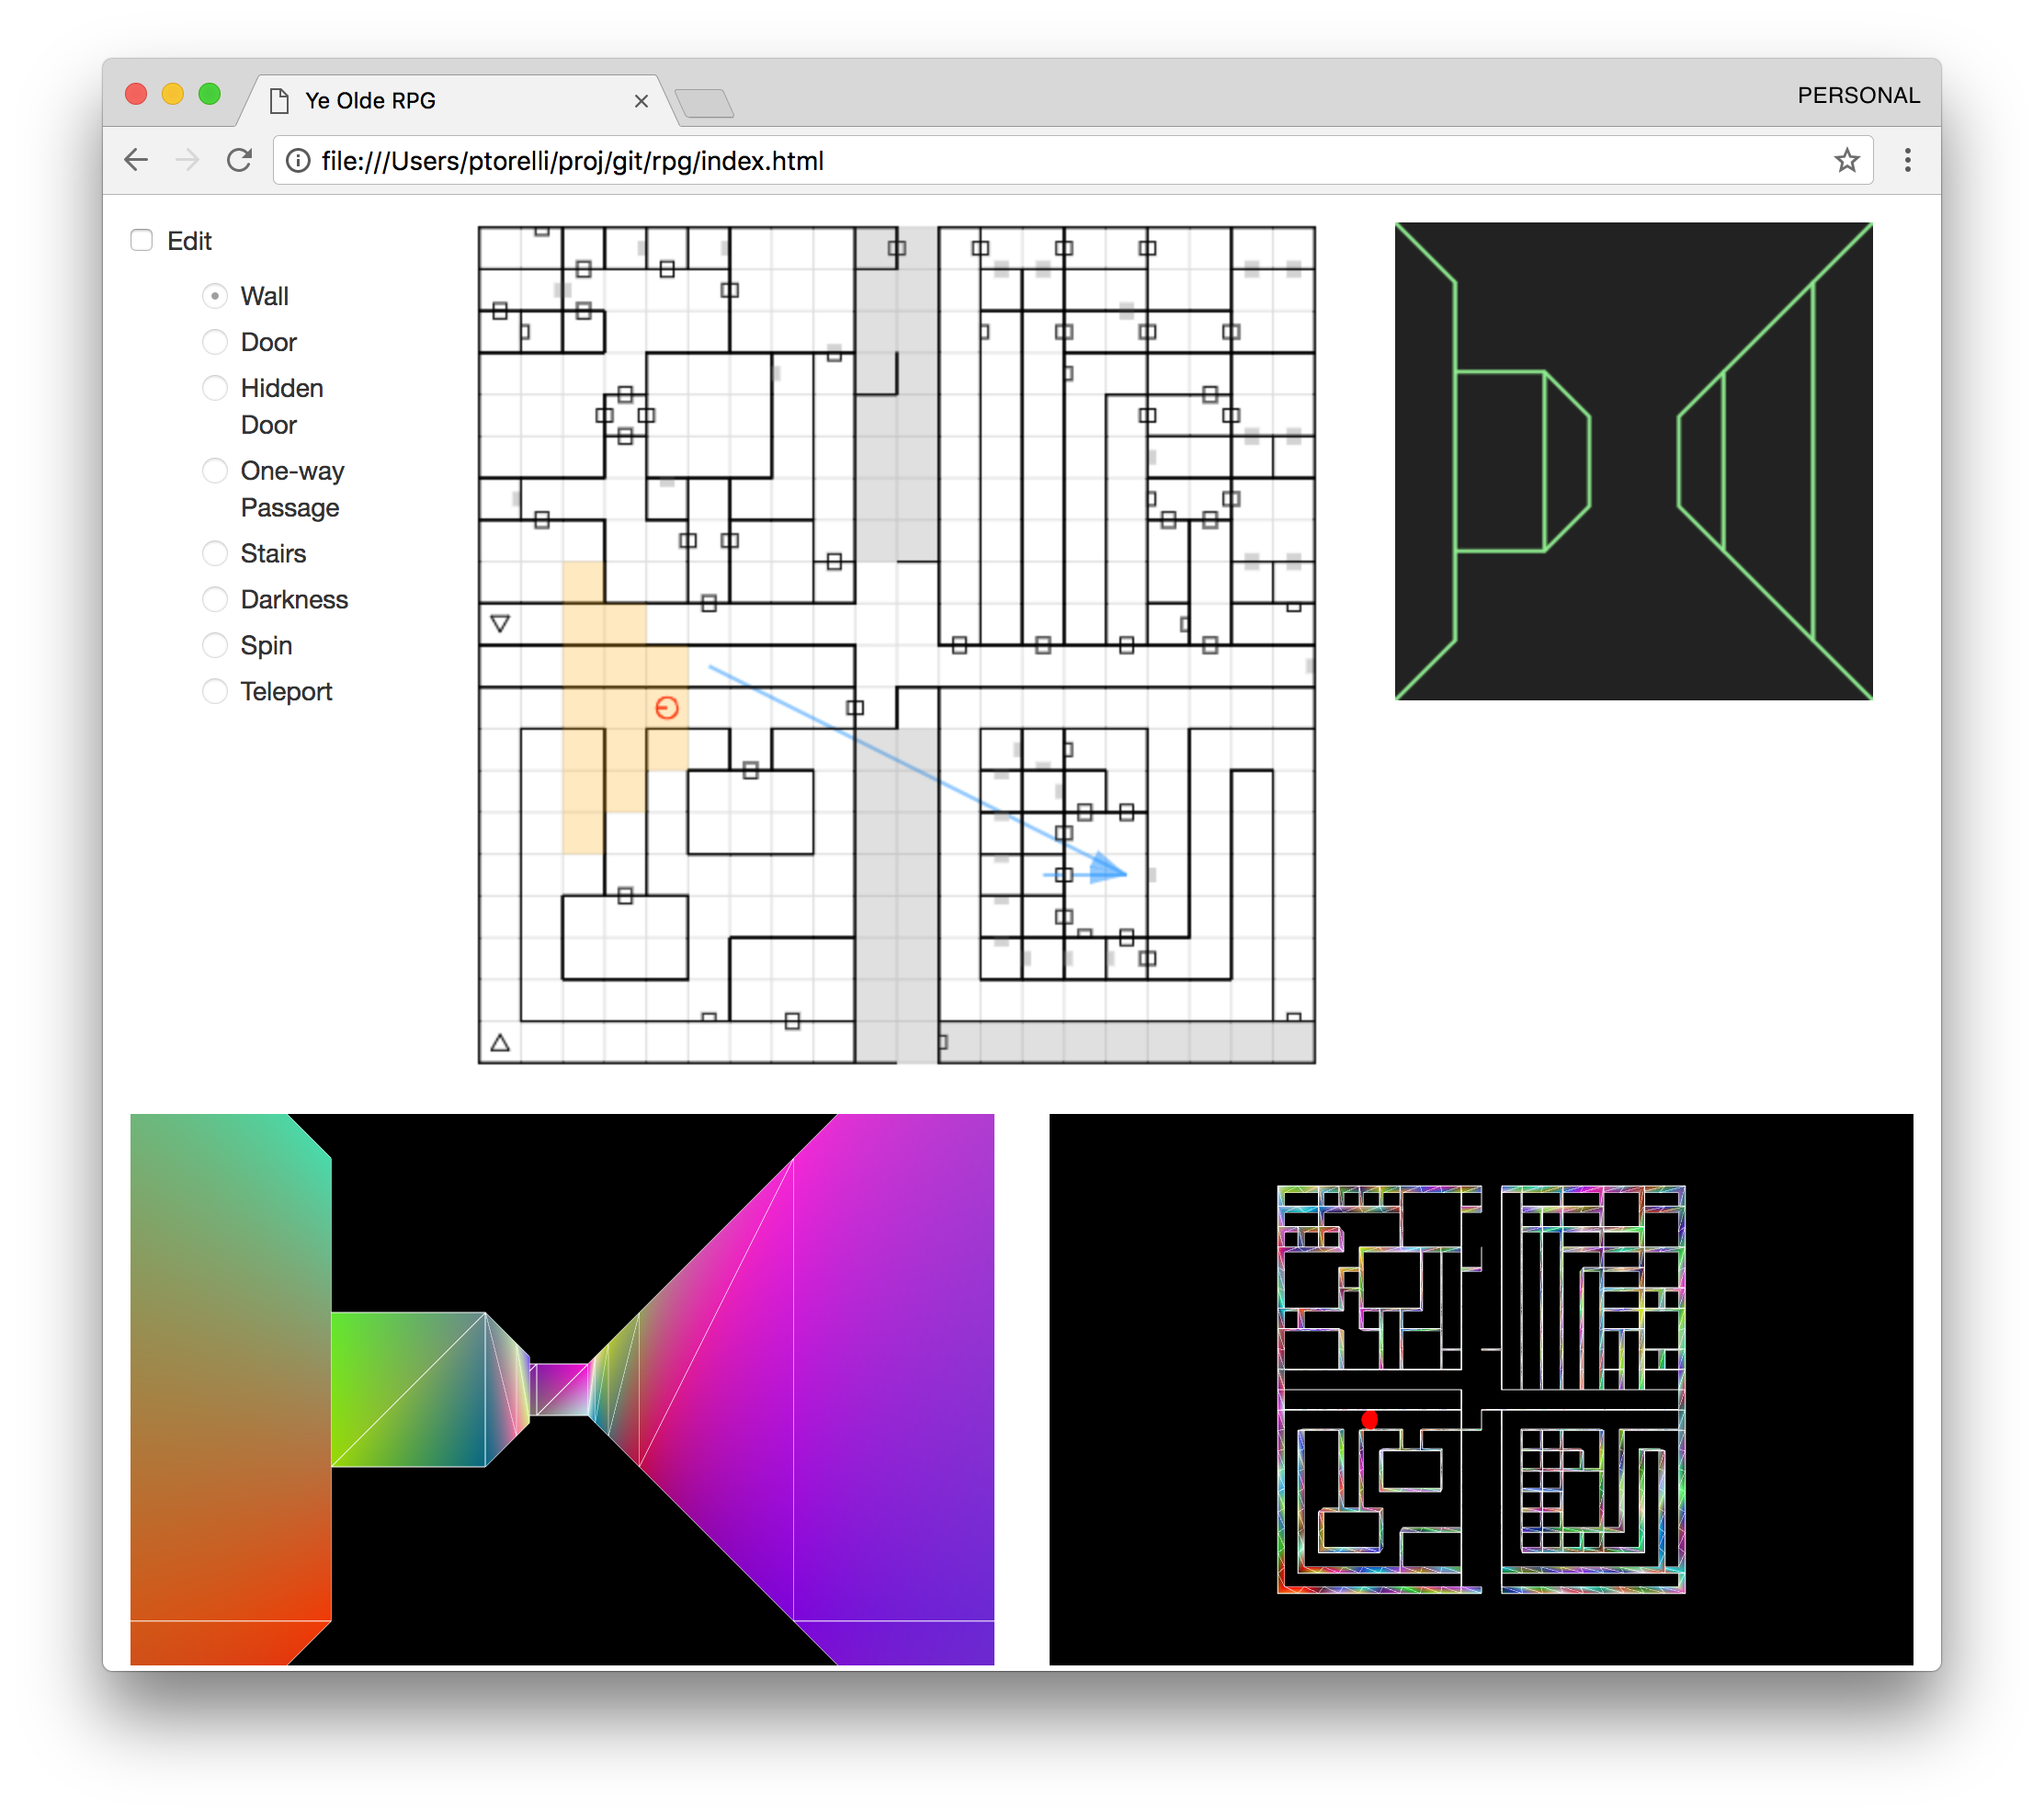 Ye Olde RPG
PERSONAL
file:///Users/ptorelli/proj/git/rpg/index.html
Edit
Wall
Door
Hidden
Door
One-way
Passage
Stairs
Darkness
Spin
Teleport